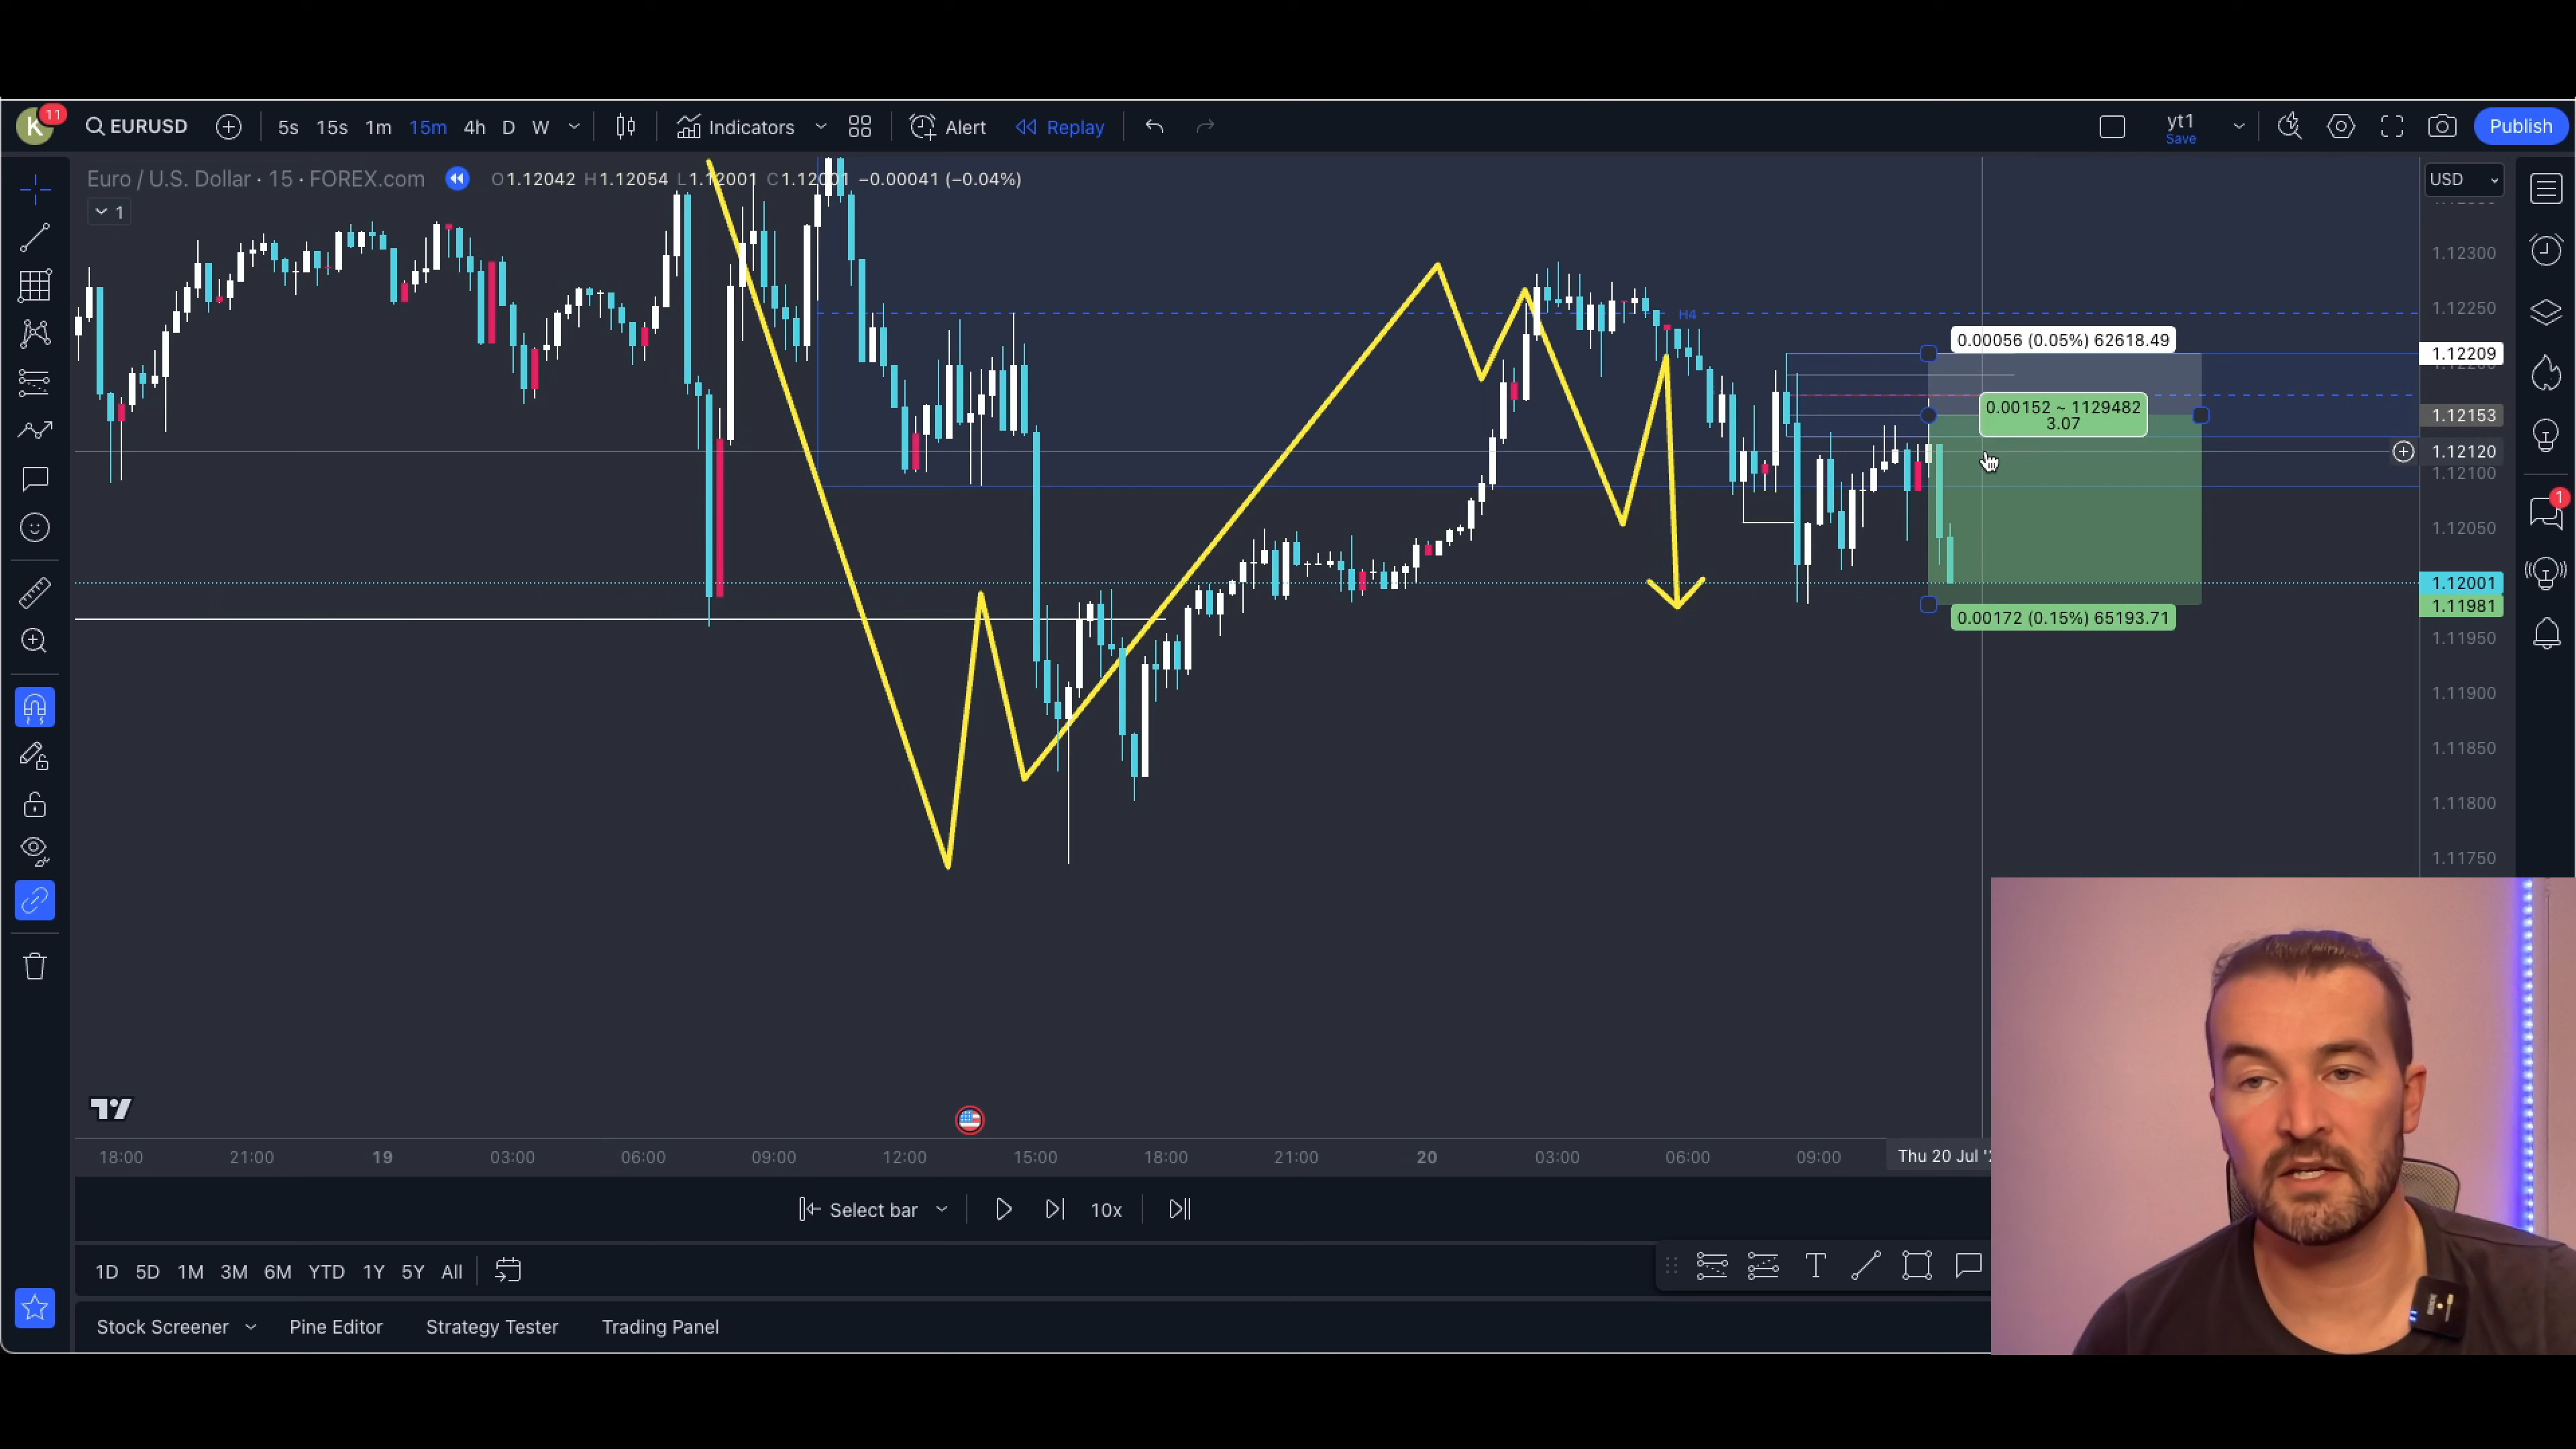 K 11 EURUSD 5s 15s 1m 15m 4h D W Indicators Alert Replay yt1 Publish
Save
Euro / U.S. Dollar · 15 · FOREX.com O1.12042 H1.12054 L1.12001 C1.12001 −0.00041 (−0.04%) USD
1
1.12300
1.12250
H4
0.00056 (0.05%) 62618.49
1.12209
0.00152 ~ 1129482
3.07
1.12153
1.12120
1.12100
1.12050
1.12001
1.11981
0.00172 (0.15%) 65193.71
1.11950
1.11900
1.11850
1.11800
1.11750
1
18:00 21:00 19 03:00 06:00 09:00 12:00 15:00 18:00 21:00 20 03:00 06:00 09:00 Thu 20 Jul '
Select bar 10x
1D 5D 1M 3M 6M YTD 1Y 5Y All T
Stock Screener Pine Editor Strategy Tester Trading Panel